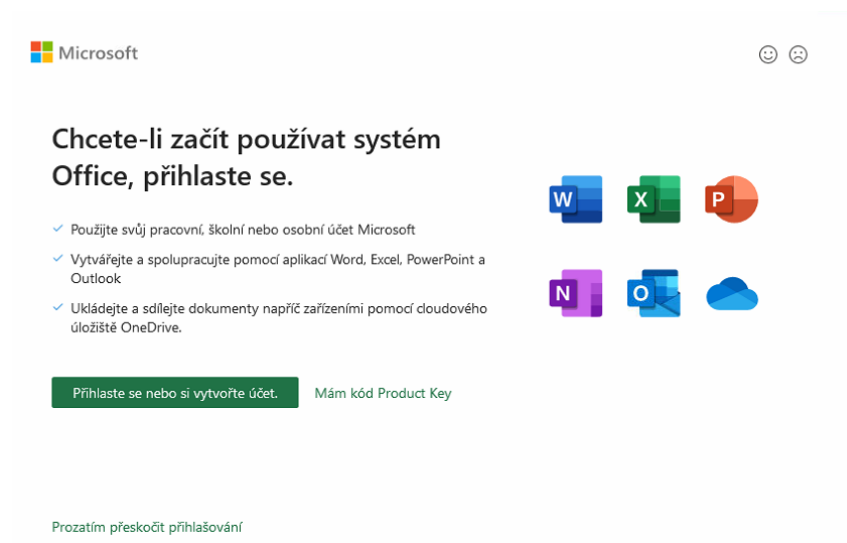 Microsoft
Chcete-li začít používat systém
Office, přihlaste se.
Použijte svůj pracovní, školní nebo osobní účet Microsoft
Vytvářejte a spolupracujte pomocí aplikací Word, Excel, PowerPoint a
Outlook
Ukládejte a sdílejte dokumenty napříč zařízeními pomocí cloudového
úložiště OneDrive.
W X P
N O
Přihlaste se nebo si vytvořte účet. Mám kód Product Key
Prozatím přeskočit přihlašování